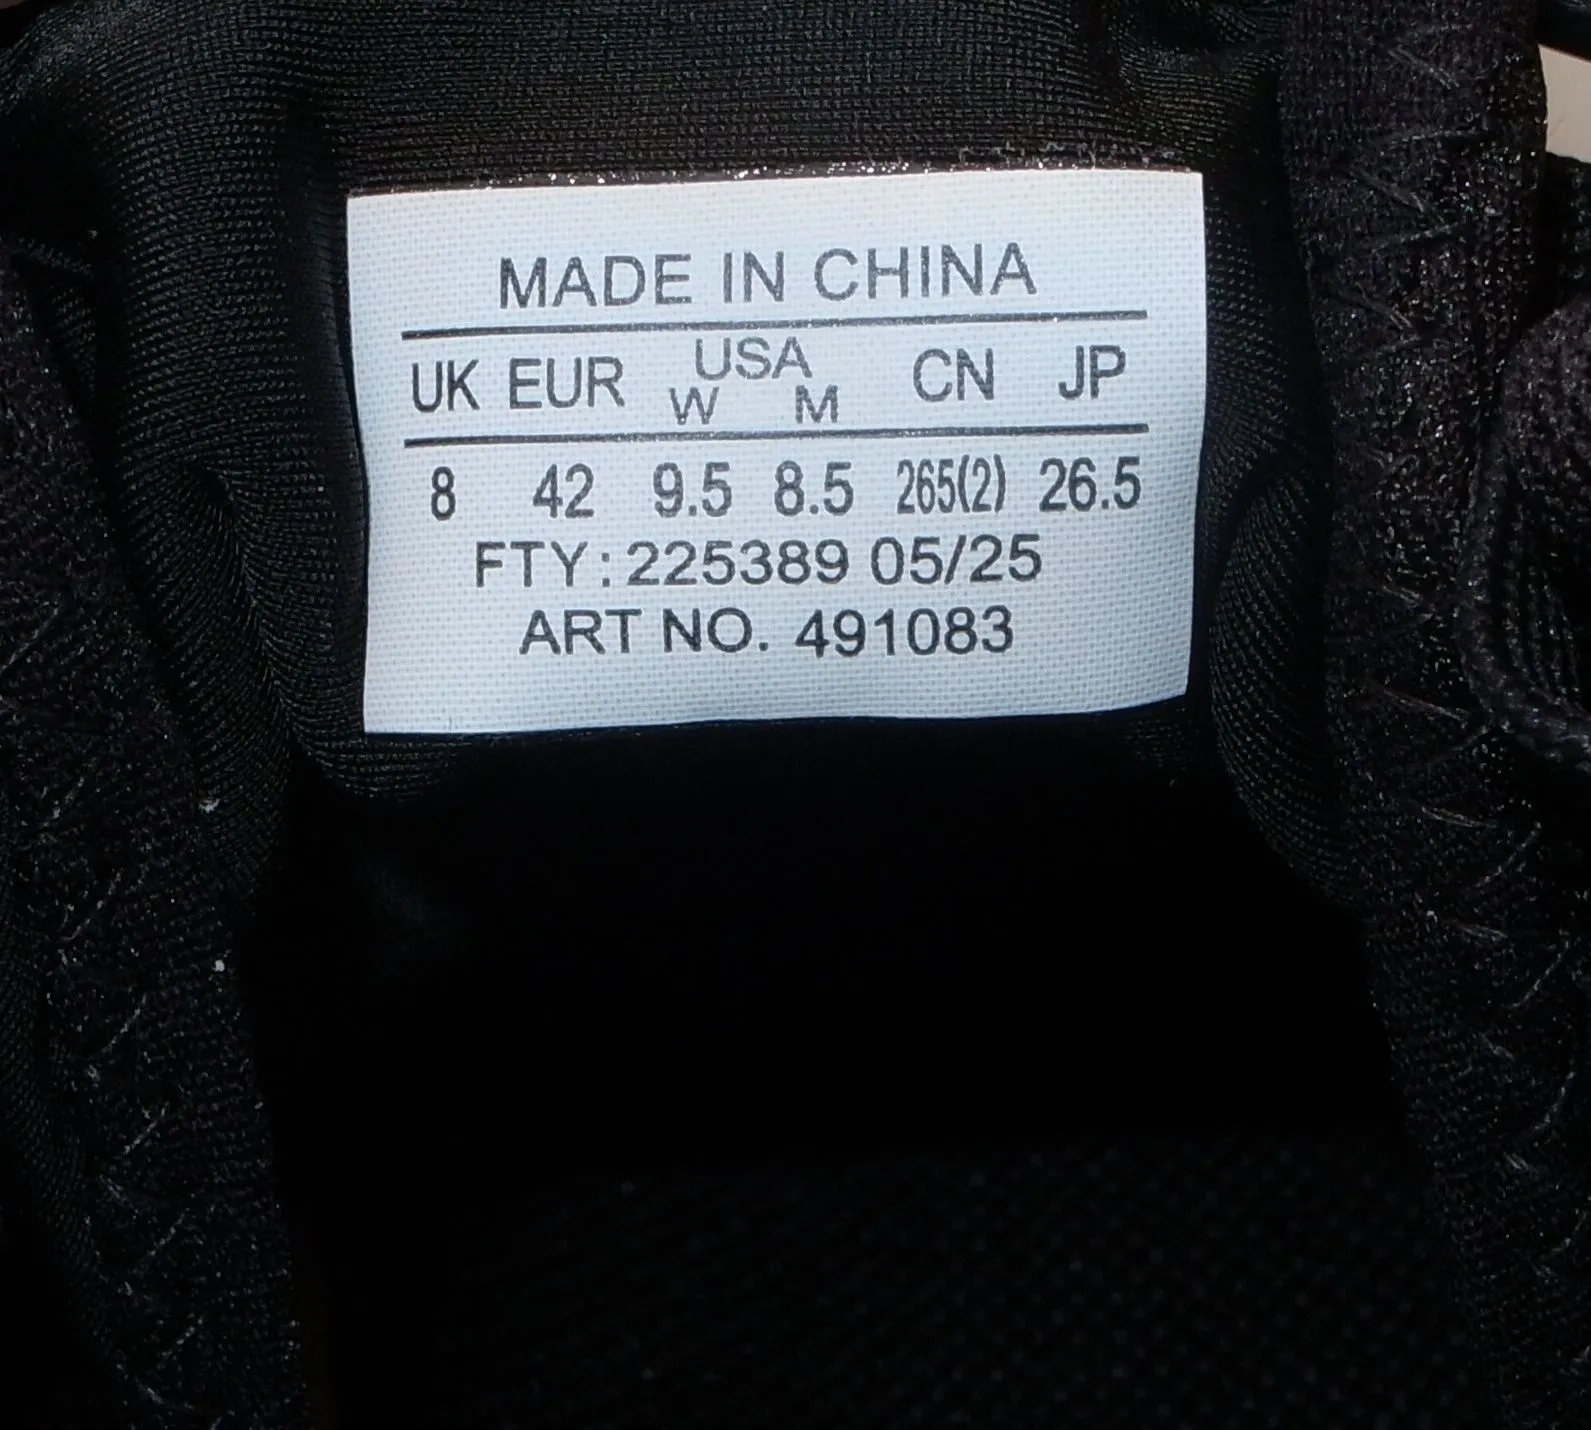 MADE IN CHINA
UK EUR USA CN JP
W M
8 42 9.5 8.5 265(2) 26.5
FTY: 225389 05/25
ART NO. 491083